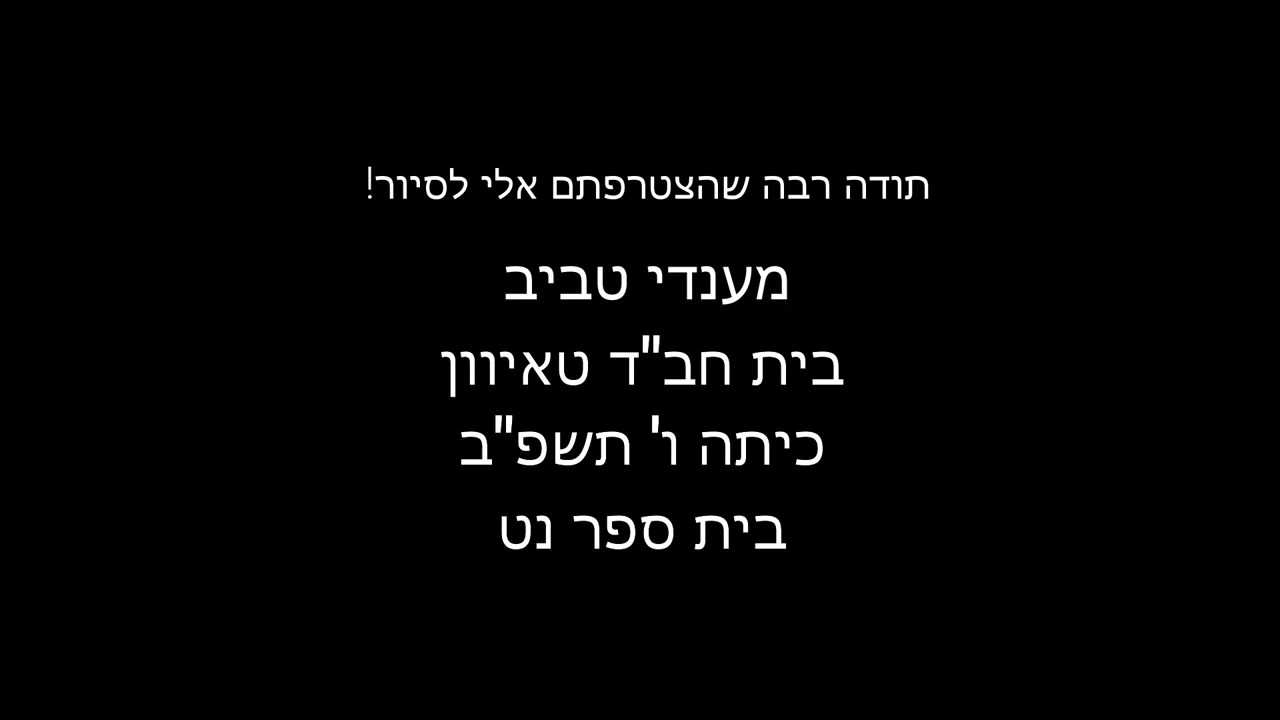 תודה רבה שהצטרפתם אלי לסיור!
מענדי טביב
בית חב"ד טאיוון
כיתה ו' תשפ"ב
בית ספר נט